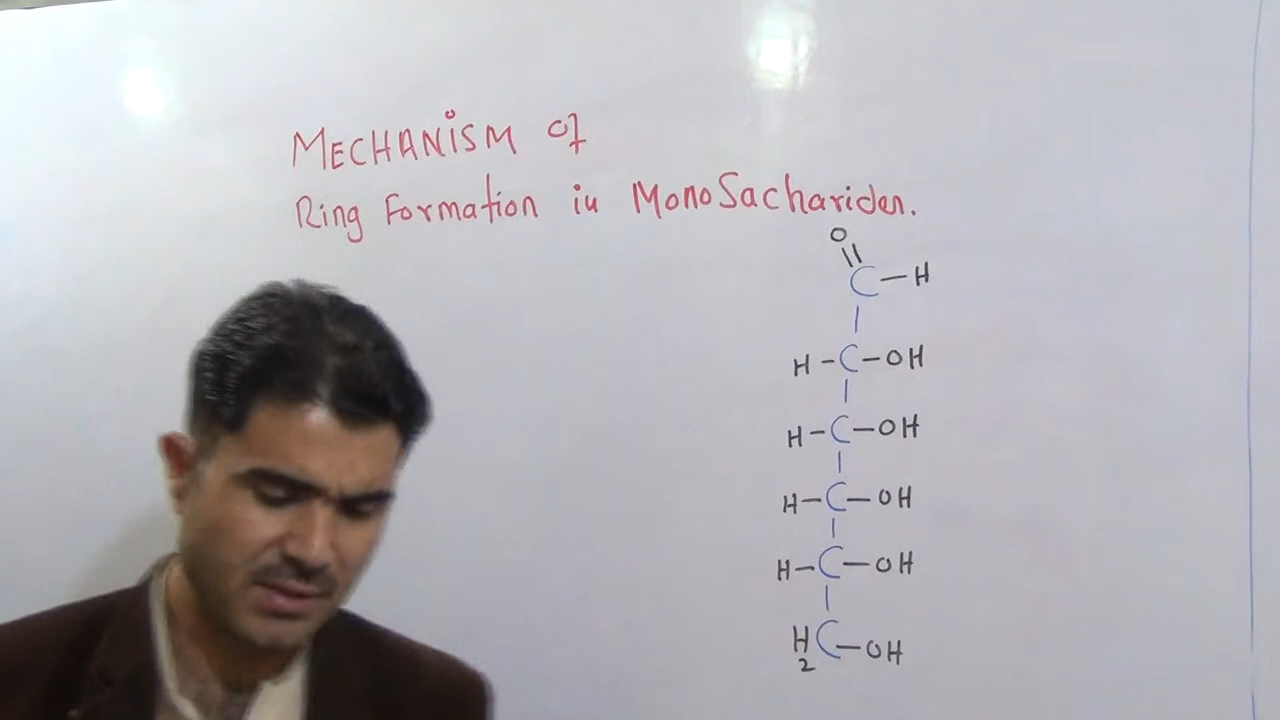 MECHANiSM of
Ring Formation in MonoSacharides.
O
||
C – H
|
H – C – OH
|
H – C – OH
|
H – C – OH
|
H – C – OH
|
H2C – OH